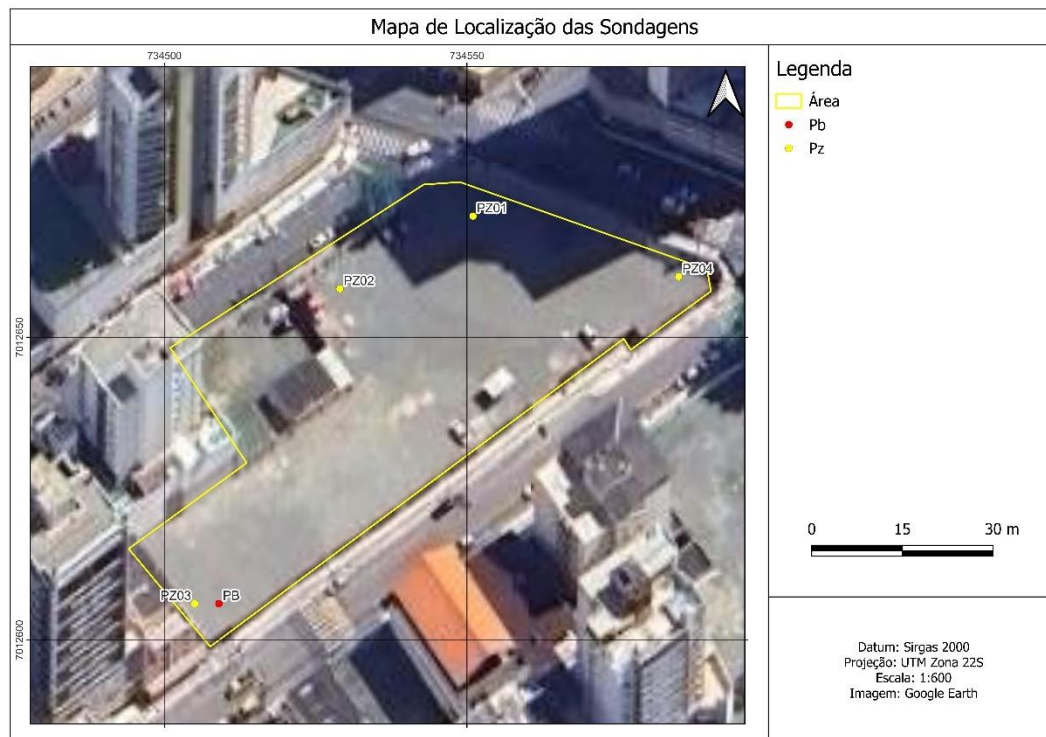 Mapa de Localização das Sondagens
734500
734550
Legenda
Área
Pb
Pz
PZ01
PZ04
PZ02
7012650
PZ03
PB
7012600
0 15 30 m
Datum: Sirgas 2000
Projeção: UTM Zona 22S
Escala: 1:600
Imagem: Google Earth